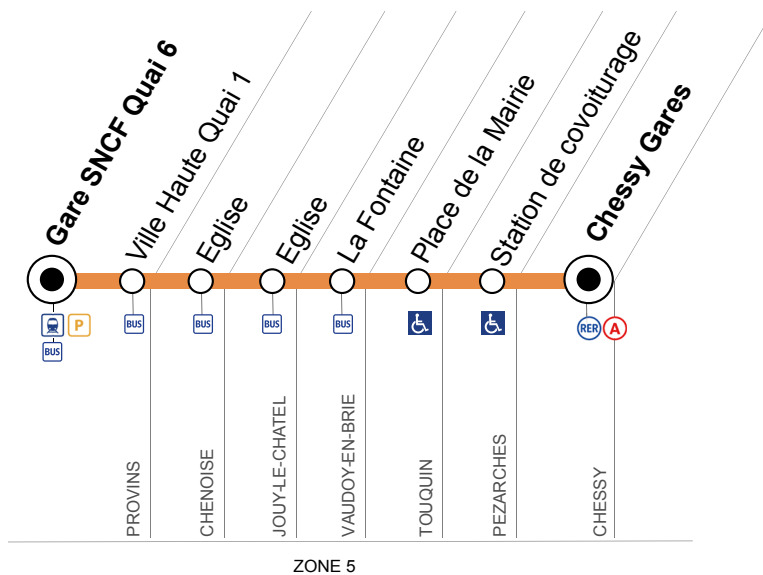 Gare SNCF Quai 6
Ville Haute Quai 1
Eglise
Eglise
La Fontaine
Place de la Mairie
Station de covoiturage
Chessy Gares
P
BUS
BUS
BUS
BUS
BUS
RER
A
PROVINS
CHENOISE
JOUY-LE-CHATEL
VAUDOY-EN-BRIE
TOUQUIN
PEZARCHES
CHESSY
ZONE 5